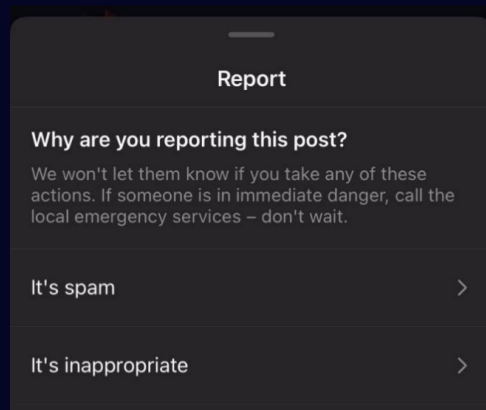 Report
Why are you reporting this post?
We won't let them know if you take any of these
actions. If someone is in immediate danger, call the
local emergency services – don't wait.
It's spam
It's inappropriate